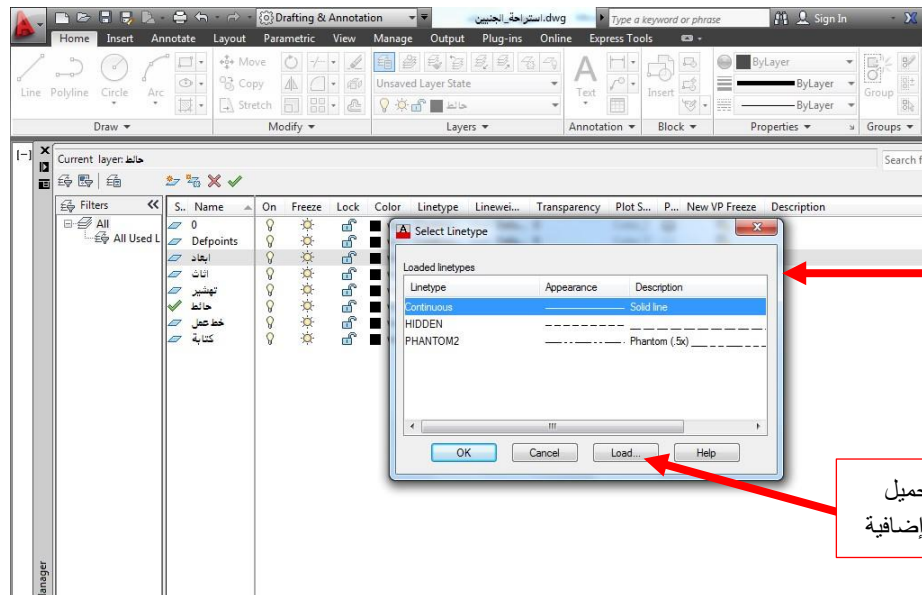 Drafting & Annotation
استراحة_الجنبين.dwg
Type a keyword or phrase
Sign In
Home Insert Annotate Layout Parametric View Manage Output Plug-ins Online Express Tools
Line Polyline Circle Arc
Move
Copy
Stretch
Unsaved Layer State
حائط
Text
Insert
ByLayer
ByLayer
ByLayer
Group
Draw Modify Layers Annotation Block Properties Groups
Current layer: حائط
Search f
Filters
All
All Used L
S.. Name On Freeze Lock Color Linetype Linewei... Transparency Plot S... P... New VP Freeze Description
0
Defpoints
ابعاد
اثاث
تهشير
حائط
خط عمل
كتابة
Select Linetype
Loaded linetypes
Linetype Appearance Description
Continuous Solid line
HIDDEN
PHANTOM2 Phantom (.5x)
OK Cancel Load... Help
حميل
إضافية
anager